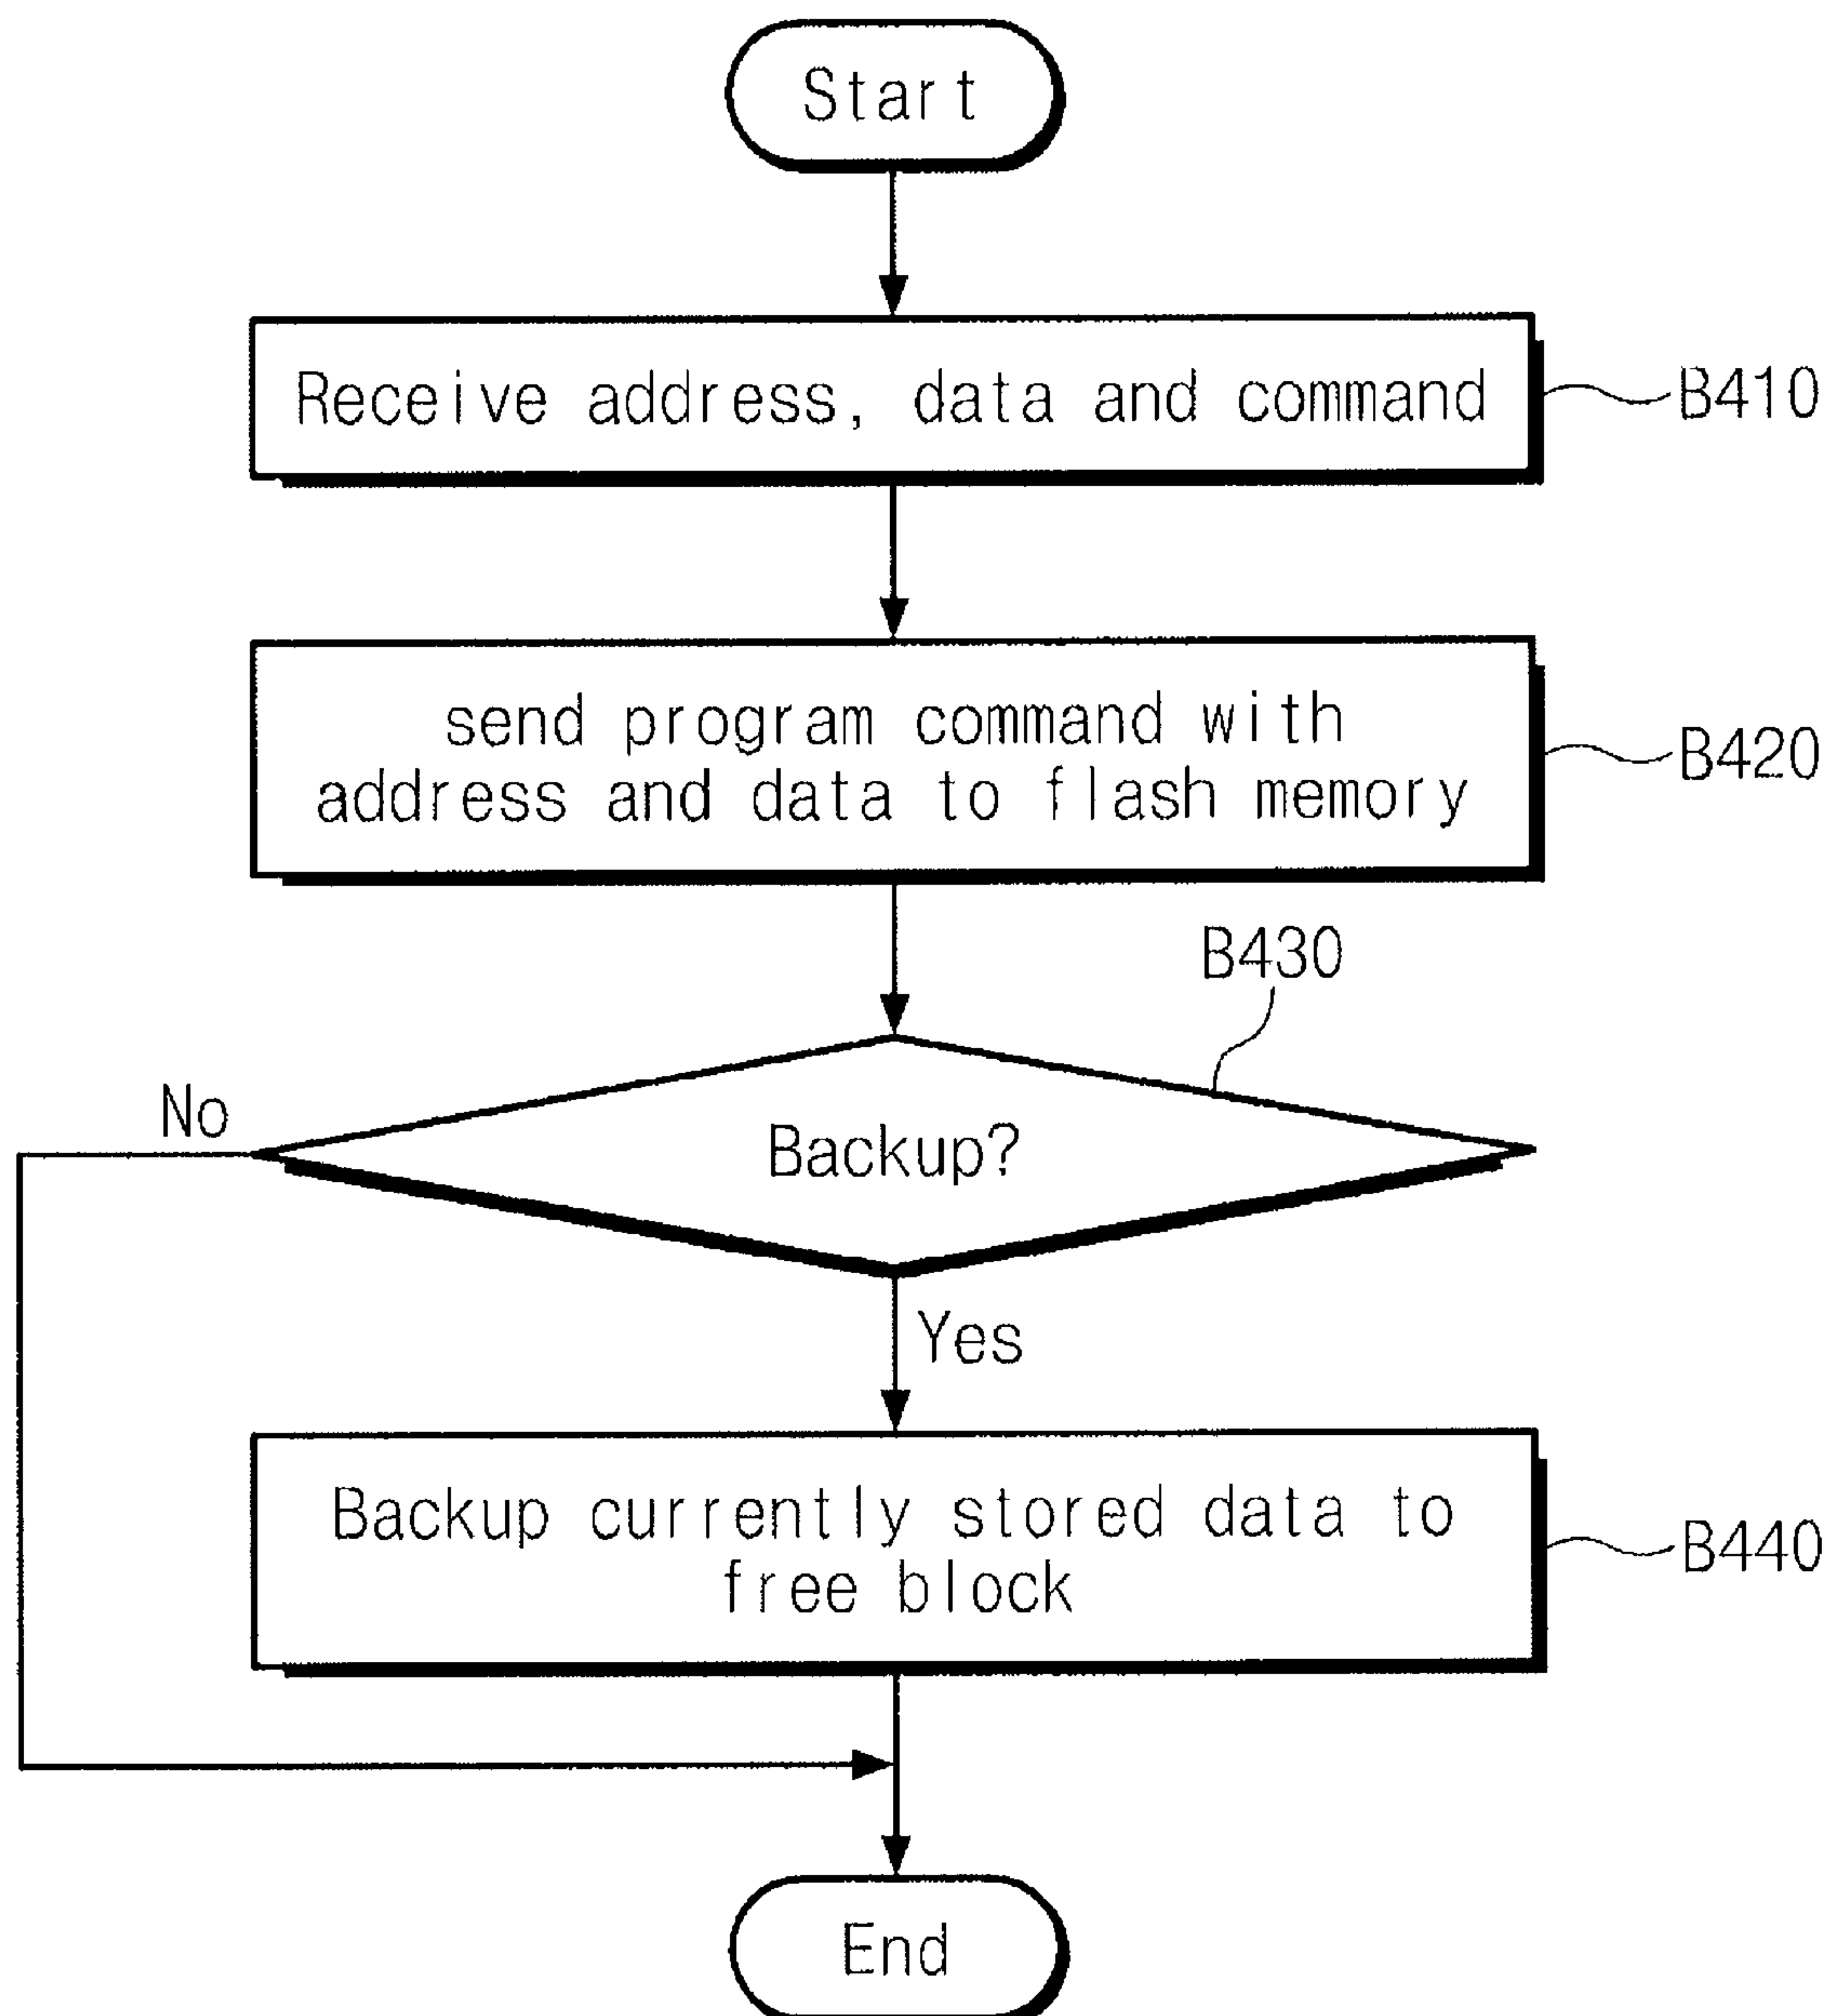 Start
Receive address, data and command
B410
send program command with
address and data to flash memory
B420
B430
No
Backup?
Yes
Backup currently stored data to
free block
B440
End